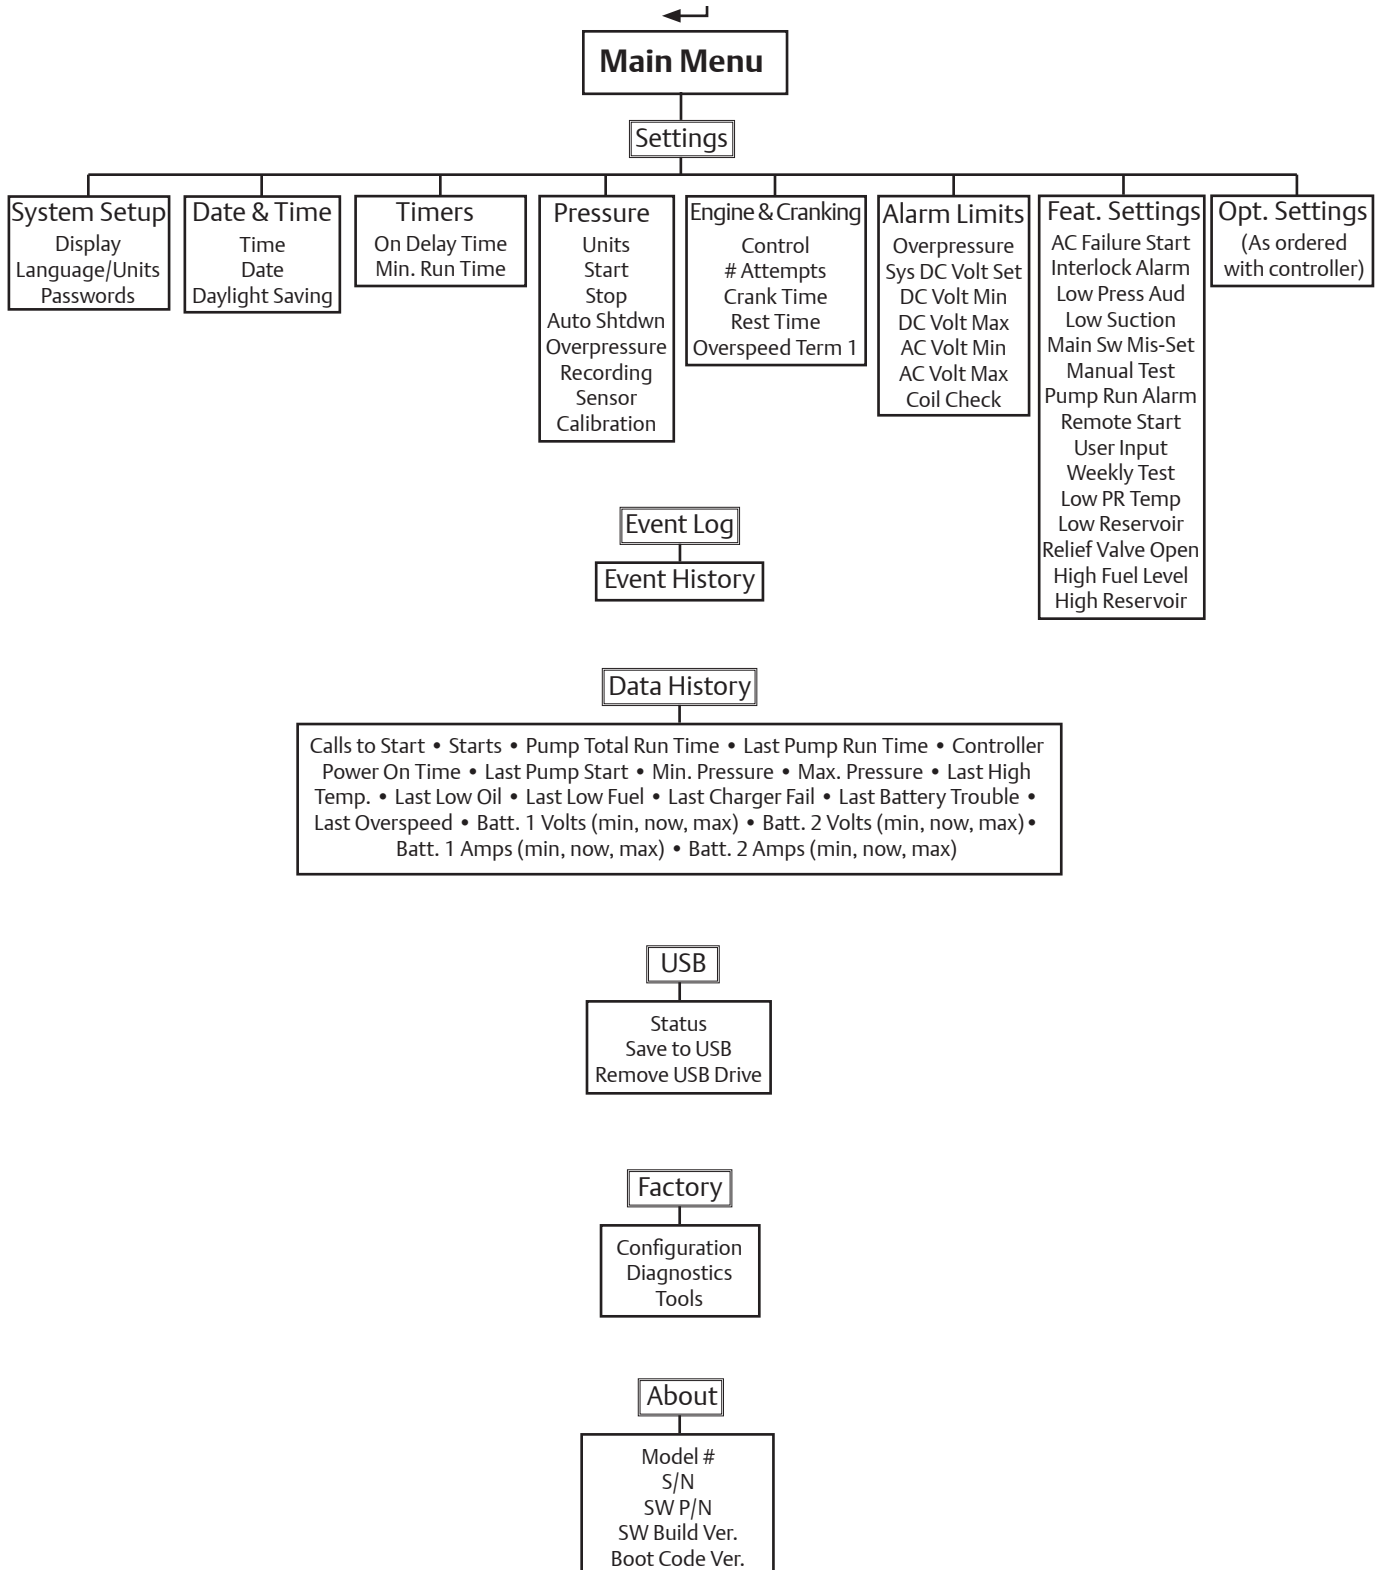 Main Menu
Settings
System Setup
Display
Language/Units
Passwords
Date & Time
Time
Date
Daylight Saving
Timers
On Delay Time
Min. Run Time
Pressure
Units
Start
Stop
Auto Shtdwn
Overpressure
Recording
Sensor
Calibration
Engine & Cranking
Control
# Attempts
Crank Time
Rest Time
Overspeed Term 1
Alarm Limits
Overpressure
Sys DC Volt Set
DC Volt Min
DC Volt Max
AC Volt Min
AC Volt Max
Coil Check
Feat. Settings
AC Failure Start
Interlock Alarm
Low Press Aud
Low Suction
Main Sw Mis-Set
Manual Test
Pump Run Alarm
Remote Start
User Input
Weekly Test
Low PR Temp
Low Reservoir
Relief Valve Open
High Fuel Level
High Reservoir
Opt. Settings
(As ordered
with controller)
Event Log
Event History
Data History
Calls to Start • Starts • Pump Total Run Time • Last Pump Run Time • Controller
Power On Time • Last Pump Start • Min. Pressure • Max. Pressure • Last High
Temp. • Last Low Oil • Last Low Fuel • Last Charger Fail • Last Battery Trouble •
Last Overspeed • Batt. 1 Volts (min, now, max) • Batt. 2 Volts (min, now, max) •
Batt. 1 Amps (min, now, max) • Batt. 2 Amps (min, now, max)
USB
Status
Save to USB
Remove USB Drive
Factory
Configuration
Diagnostics
Tools
About
Model #
S/N
SW P/N
SW Build Ver.
Boot Code Ver.